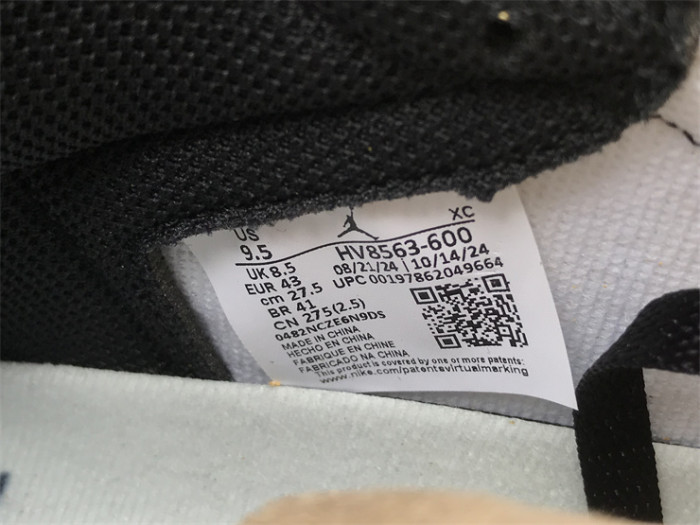 US
XC
9.5
HV8563-600
UK 8.5
08/21/24 | 10/14/24
EUR 43
UPC 00197862049664
cm 27.5
BR 41
CN 275(2.5)
0482NCZE6N9DS
MADE IN CHINA
HECHO EN CHINA
FABRIQUE EN CHINE
FABRICADO NA CHINA
This product is covered by one or more patents:
www.nike.com/patentsvirtualmarking